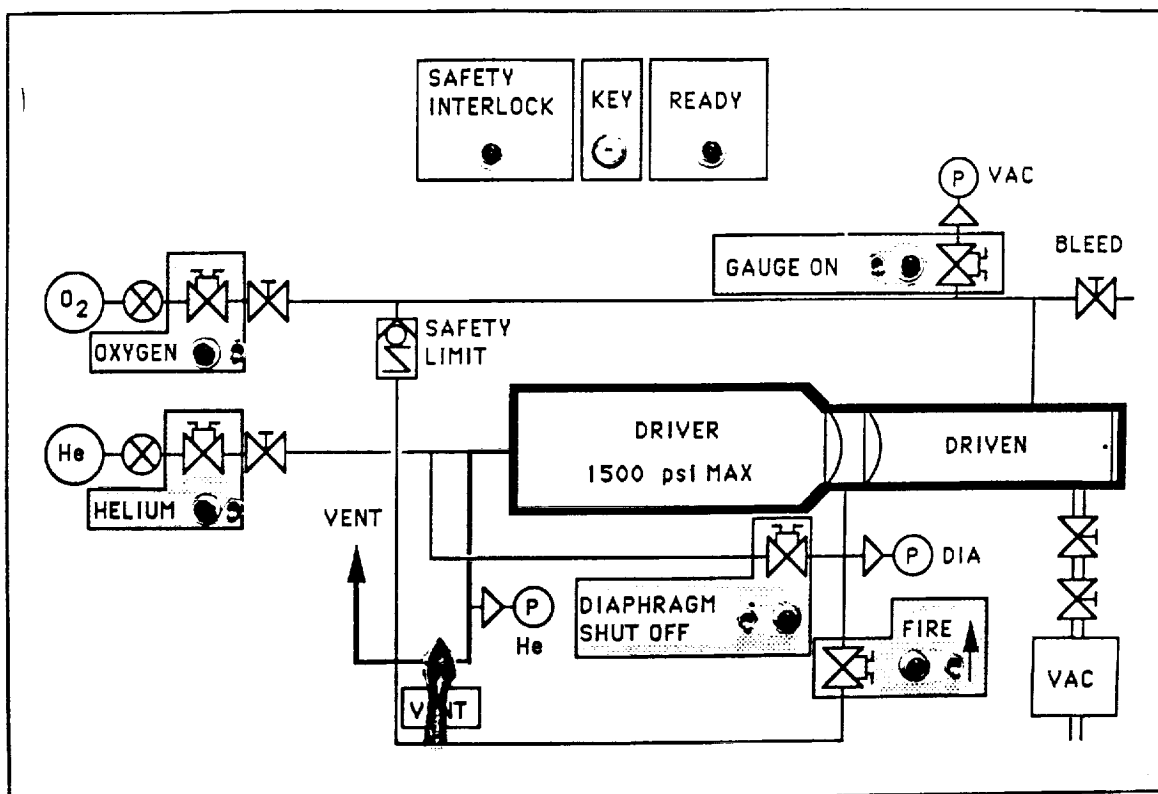 SAFETY
INTERLOCK
KEY
READY
P
VAC
GAUGE ON
BLEED
O2
OXYGEN
SAFETY
LIMIT
He
HELIUM
DRIVER
1500 psi MAX
DRIVEN
VENT
P
He
P
DIA
DIAPHRAGM
SHUT OFF
FIRE
VENT
VAC